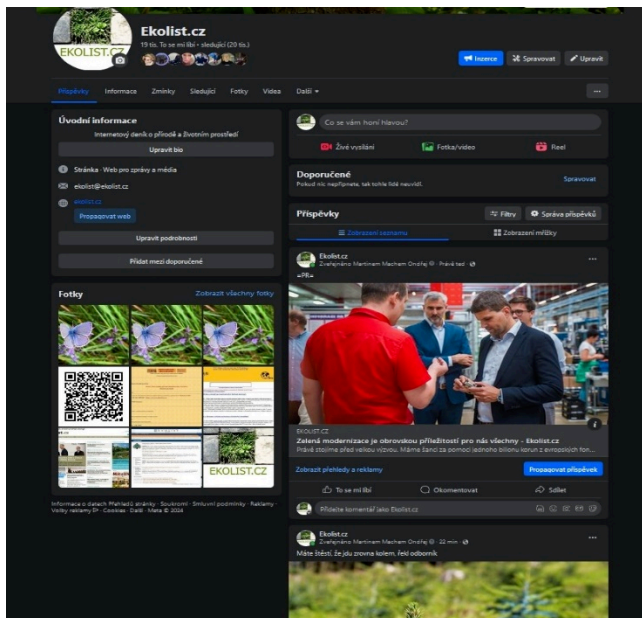 EKOLIST.CZ
Ekolist.cz
19 tis. To se mi líbí • sledující (20 tis.)
Inzerce
Spravovat
Upravit
Příspěvky
Informace
Zmínky
Sledující
Fotky
Videa
Další
Úvodní informace
Internetový deník o přírodě a životním prostředí
Upravit bio
Stránka · Web pro zprávy a média
ekolist@ekolist.cz
ekolist.cz
Propagovat web
Upravit podrobnosti
Přidat mezi doporučené
Fotky
Zobrazit všechny fotky
EKOLIST.CZ
Informace o datech Přehledů stránky · Soukromí · Smluvní podmínky · Reklamy ·
Volby reklamy · Cookies · Další · Meta © 2024
Co se vám honí hlavou?
Živé vysílání
Fotka/video
Reel
Doporučené
Pokud nic nepřipnete, tak tohle lidé neuvidí.
Spravovat
Příspěvky
Filtry
Správa příspěvků
Zobrazení seznamu
Zobrazení mřížky
Ekolist.cz
Zveřejněno Martinem Machem Ondřej · Právě teď ·
=PR=
EKOLIST.CZ
Zelená modernizace je obrovskou příležitostí pro nás všechny - Ekolist.cz
Právě stojíme před velkou výzvou. Máme šanci za pomoci jednoho bilionu korun z evropských fon...
Zobrazit přehledy a reklamy
Propagovat příspěvek
To se mi líbí
Okomentovat
Sdílet
Přidejte komentář jako Ekolist.cz
Ekolist.cz
Zveřejněno Martinem Machem Ondřej · 22 min ·
Máte štěstí, že jdu zrovna kolem, řekl odborník